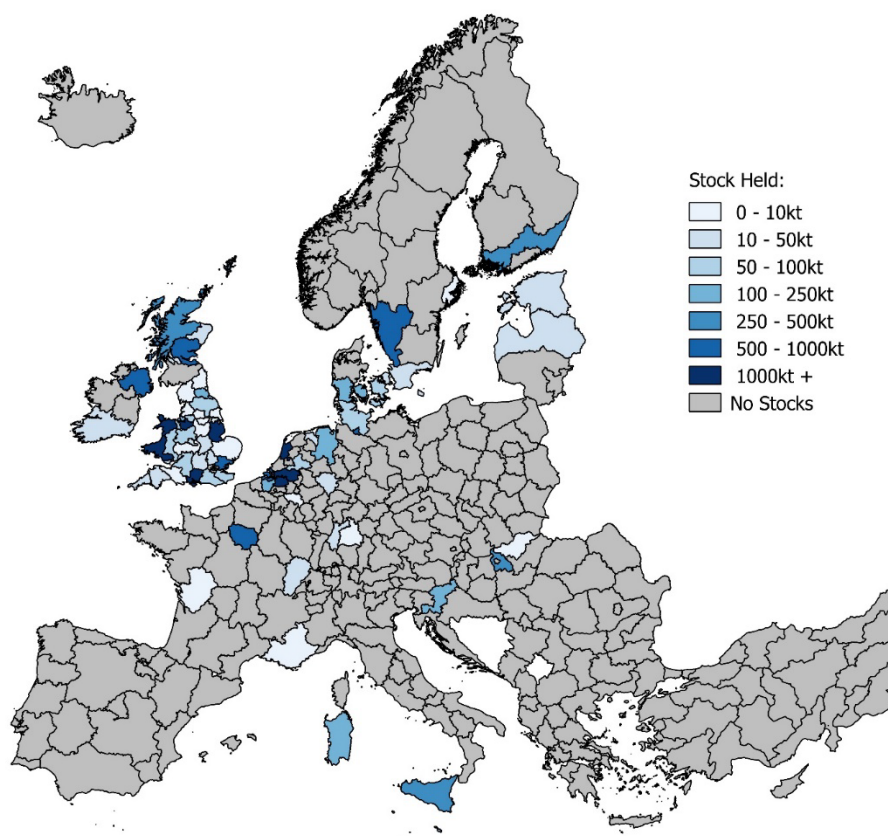 Stock Held:
0 - 10kt
10 - 50kt
50 - 100kt
100 - 250kt
250 - 500kt
500 - 1000kt
1000kt +
No Stocks